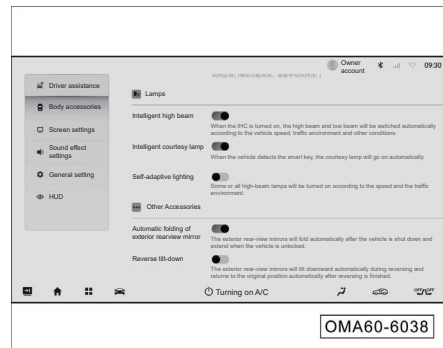 Owner
account
09:30
Driver assistance
Body accessories
Screen settings
Sound effect
settings
General setting
HUD
Lamps
Intelligent high beam
When the IHC is turned on, the high beam and low beam will be switched automatically
according to the vehicle speed, traffic environment and other conditions.
Intelligent courtesy lamp
When the vehicle detects the smart key, the courtesy lamp will go on automatically.
Self-adaptive lighting
Some or all high-beam lamps will be turned on according to the speed and the traffic
environment.
Other Accessories
Automatic folding of
exterior rearview mirror
The exterior rear-view mirrors will fold automatically after the vehicle is shut down and
extend when the vehicle is unlocked.
Reverse tilt-down
The exterior rear-view mirrors will tilt downward automatically during reversing and
returns to the original position automatically after reversing is finished.
Turning on A/C
OFF OFF
OMA60-6038